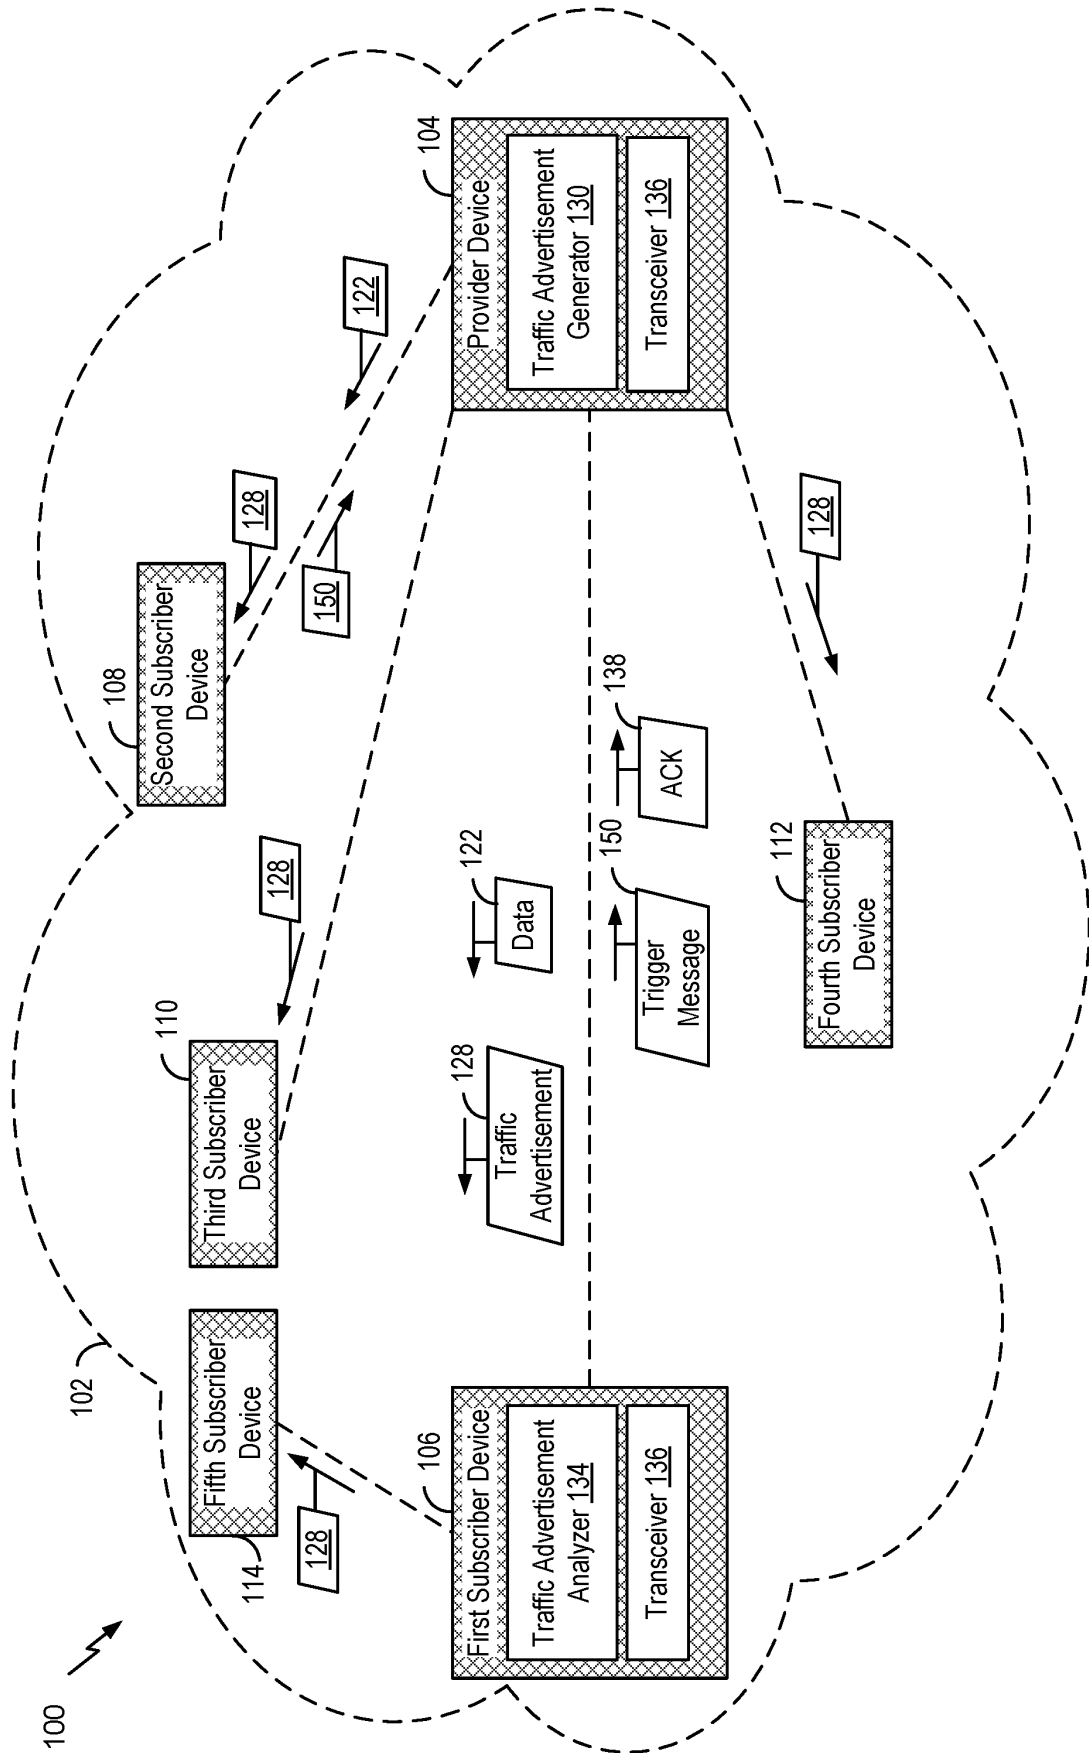 100
102
114
Fifth Subscriber
Device
128
110
Third Subscriber
Device
128
108
Second Subscriber
Device
128
150
122
106
First Subscriber Device
Traffic Advertisement
Analyzer 134
Transceiver 136
128
Traffic
Advertisement
122
Data
150
Trigger
Message
138
ACK
104
Provider Device
Traffic Advertisement
Generator 130
Transceiver 136
112
Fourth Subscriber
Device
128